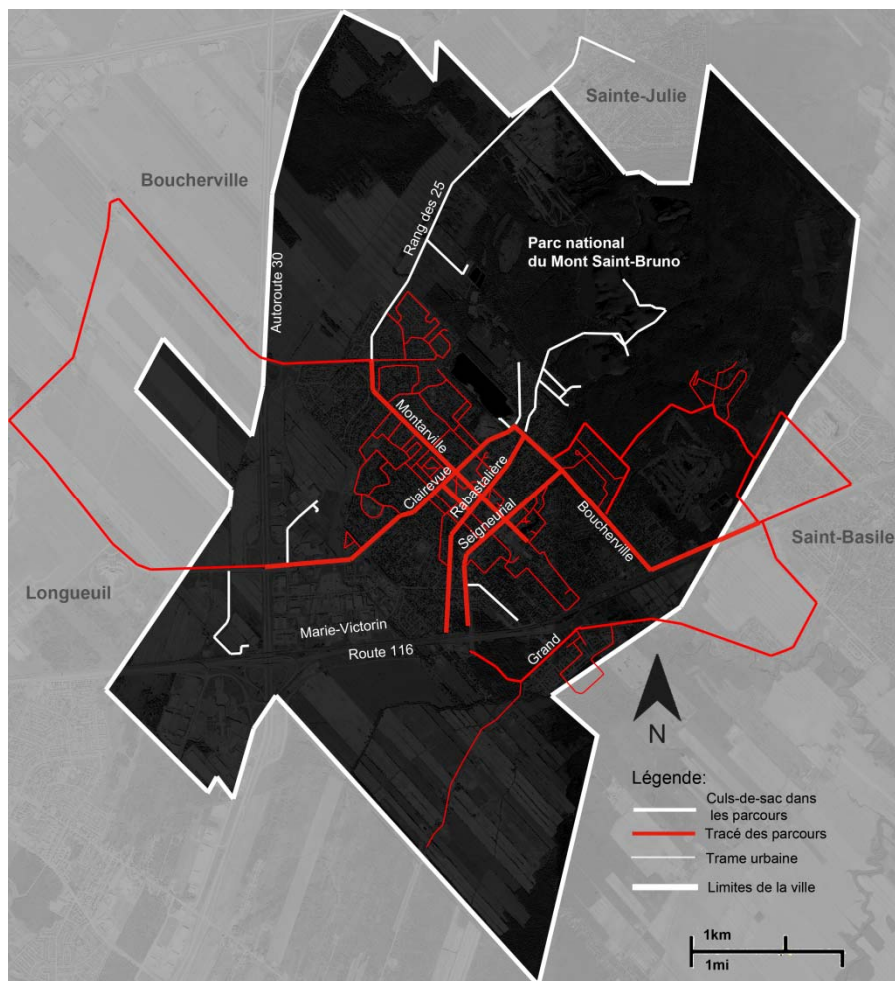 Sainte-Julie
Boucherville
Rang des 25
Parc national
du Mont Saint-Bruno
Autoroute 30
Montarville
Clairevue
Rabastalière
Seigneurial
Boucherville
Saint-Basile
Longueuil
Marie-Victorin
Route 116
Grand
N
Légende:
Culs-de-sac dans
les parcours
Tracé des parcours
Trame urbaine
Limites de la ville
1km
1mi